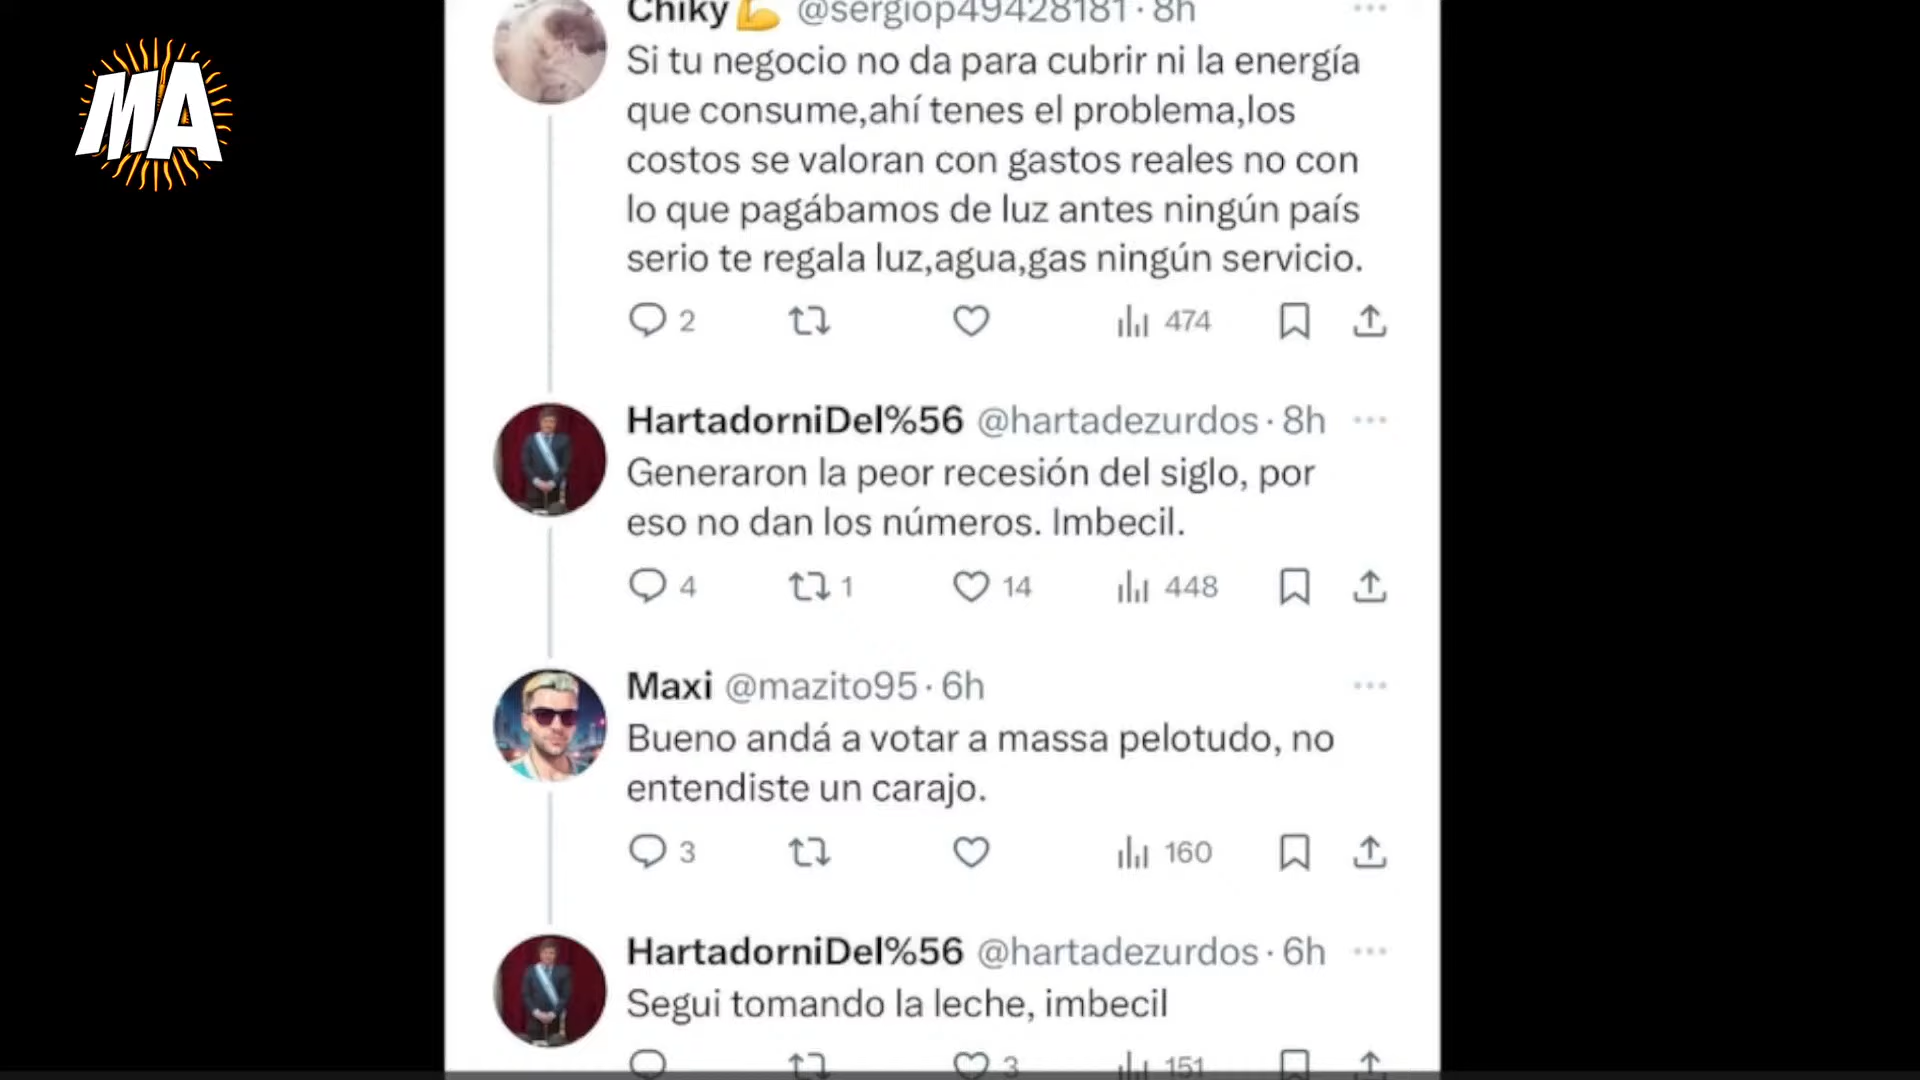 MA
Chiky💪 @sergiop49428181 · 8h
Si tu negocio no da para cubrir ni la energía
que consume,ahí tenes el problema,los
costos se valoran con gastos reales no con
lo que pagábamos de luz antes ningún país
serio te regala luz,agua,gas ningún servicio.
2 474
HartadorniDel%56 @hartadezurdos · 8h
Generaron la peor recesión del siglo, por
eso no dan los números. Imbecil.
4 1 14 448
Maxi @mazito95 · 6h
Bueno andá a votar a massa pelotudo, no
entendiste un carajo.
3 160
HartadorniDel%56 @hartadezurdos · 6h
Segui tomando la leche, imbecil
3 151